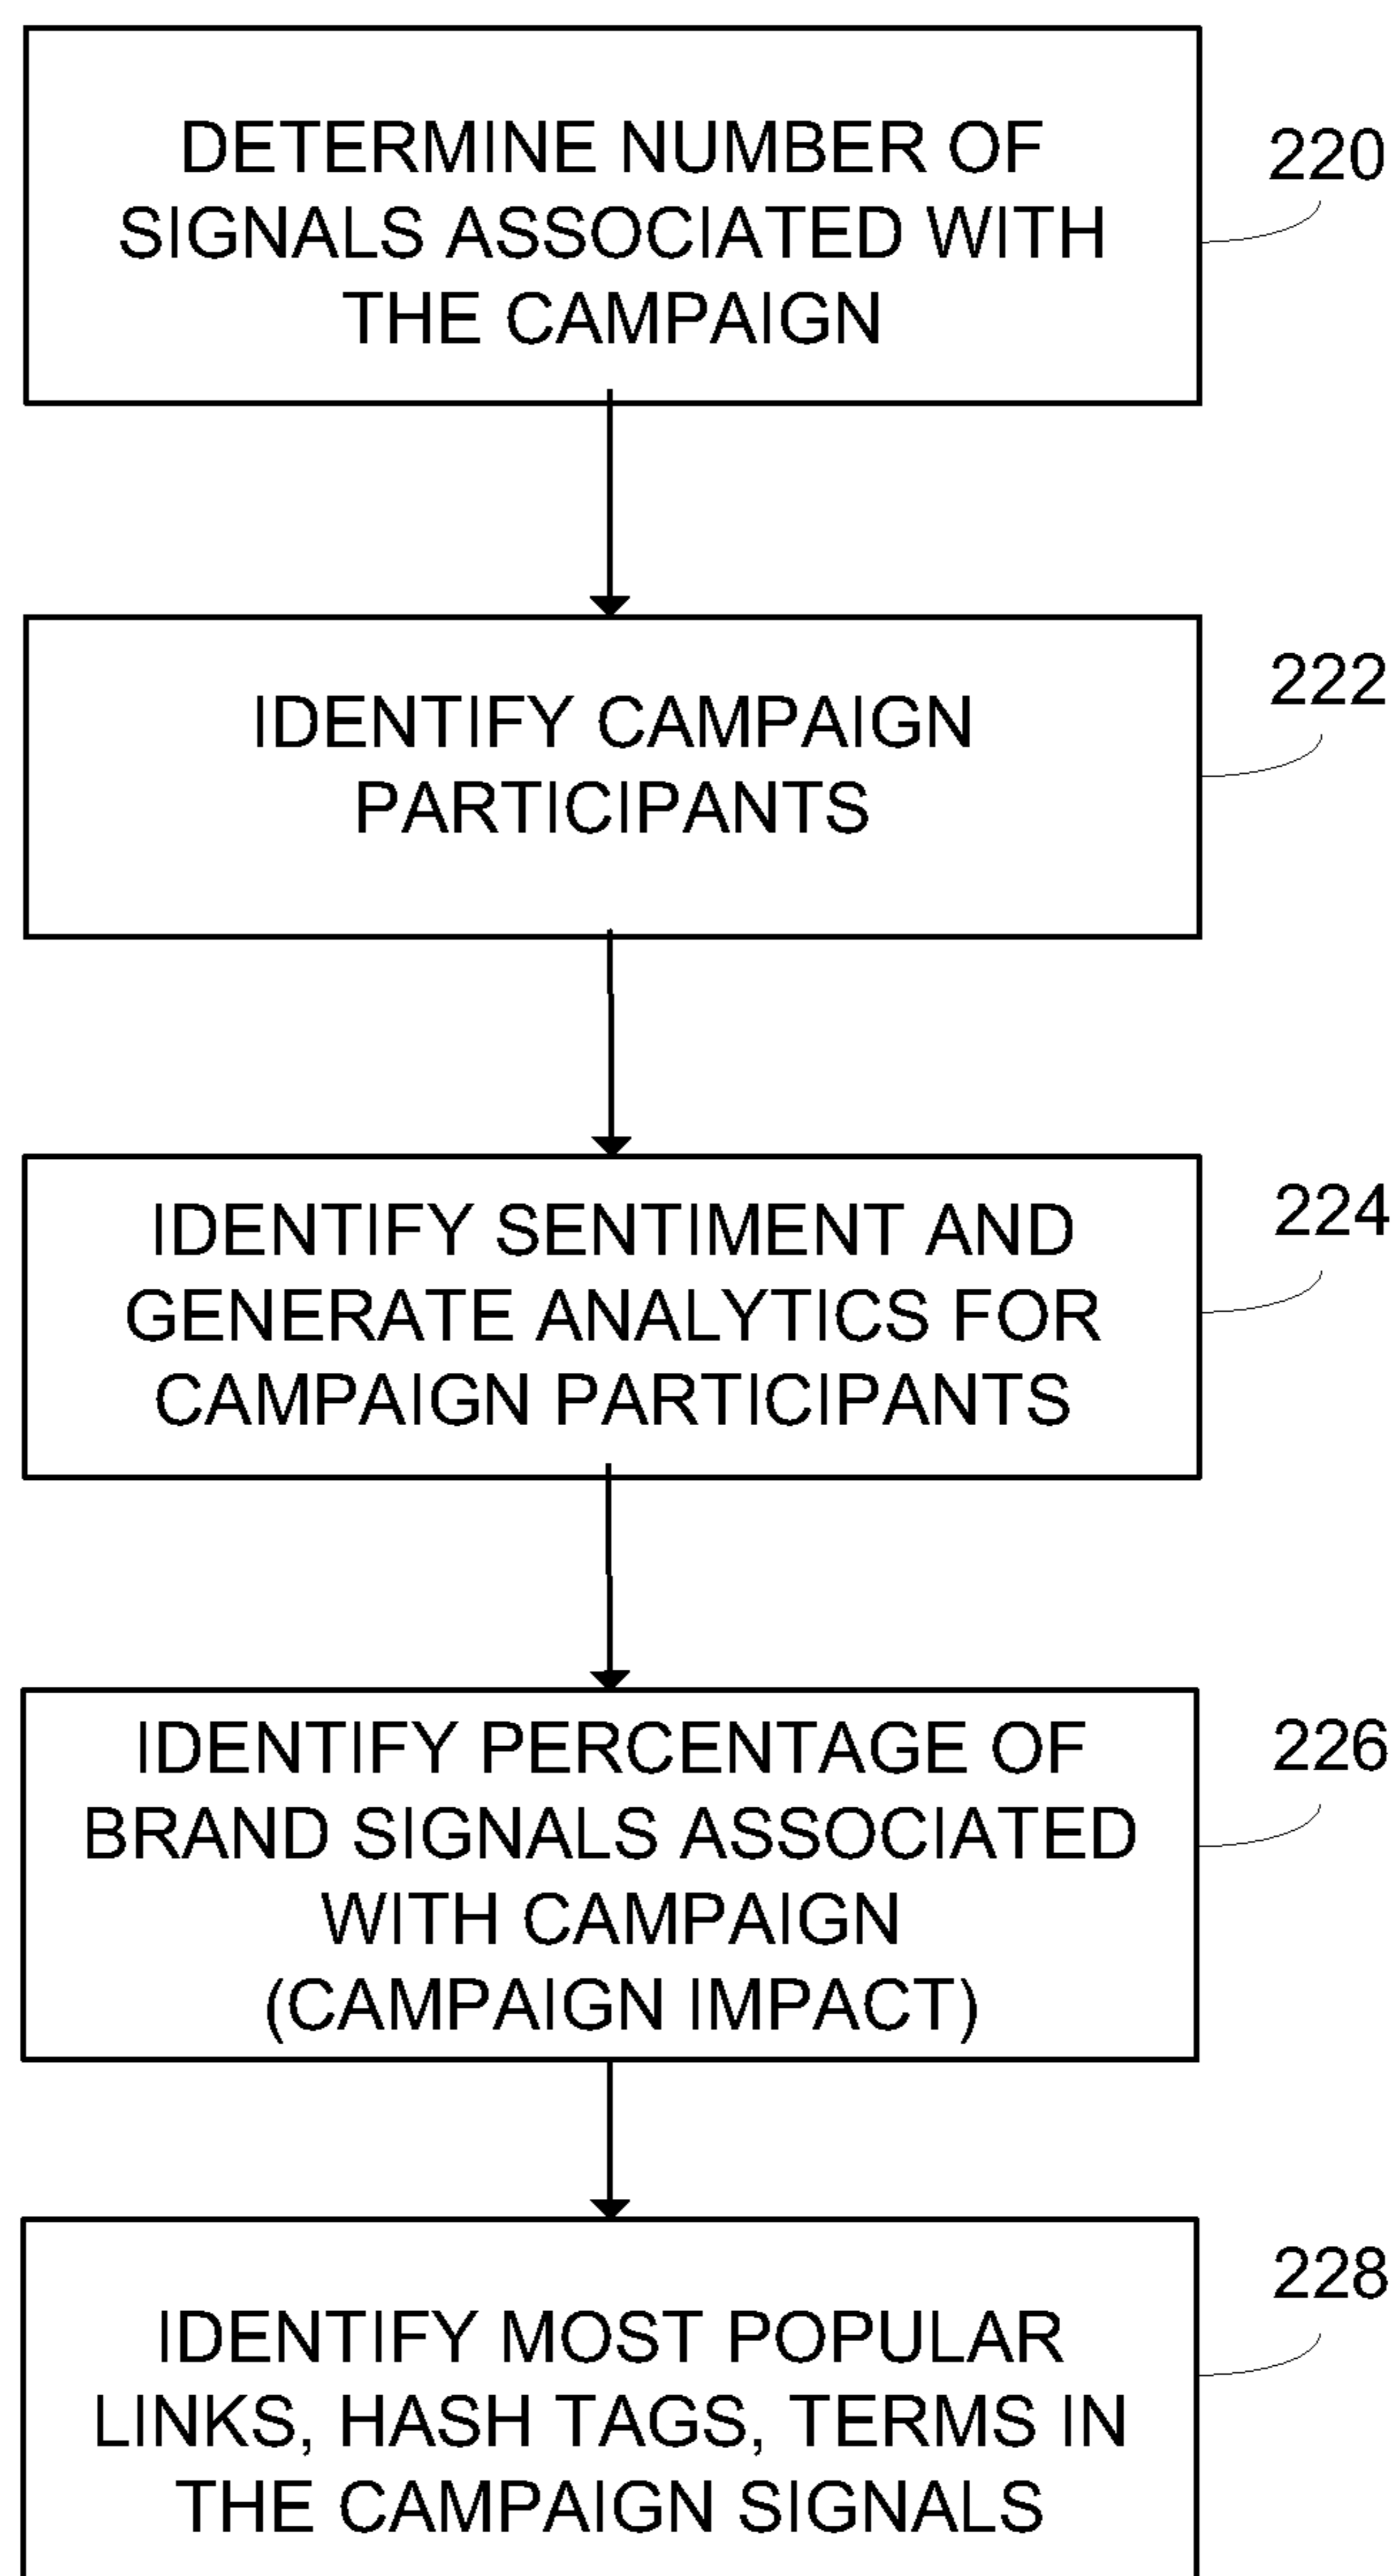 DETERMINE NUMBER OF
SIGNALS ASSOCIATED WITH
THE CAMPAIGN
220
IDENTIFY CAMPAIGN
PARTICIPANTS
222
IDENTIFY SENTIMENT AND
GENERATE ANALYTICS FOR
CAMPAIGN PARTICIPANTS
224
IDENTIFY PERCENTAGE OF
BRAND SIGNALS ASSOCIATED
WITH CAMPAIGN
(CAMPAIGN IMPACT)
226
IDENTIFY MOST POPULAR
LINKS, HASH TAGS, TERMS IN
THE CAMPAIGN SIGNALS
228